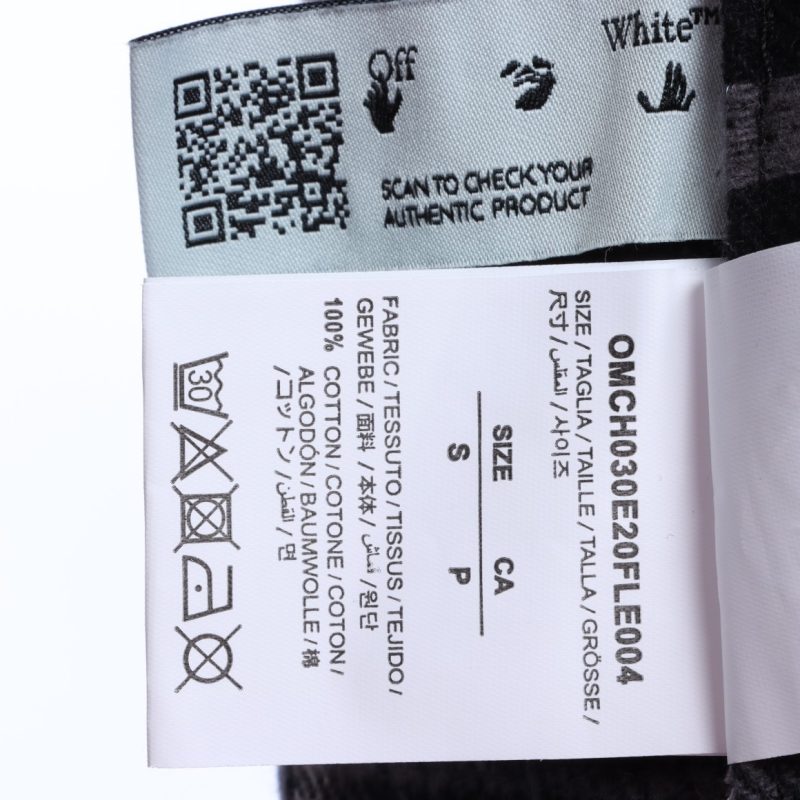 Off
White™
SCAN TO CHECK YOUR
AUTHENTIC PRODUCT
OMCH030E20FLE004
SIZE / TAGLIA / TAILLE / TALLA / GRÖSSE /
尺寸 / المقاس / 사이즈
SIZE CA
S P
FABRIC / TESSUTO / TISSUS / TEJIDO /
GEWEBE / 面料 / 本体 / قماش / 원단
100% COTTON / COTONE / COTON /
ALGODÓN / BAUMWOLLE / 棉
/ コットン / القطن / 면
30